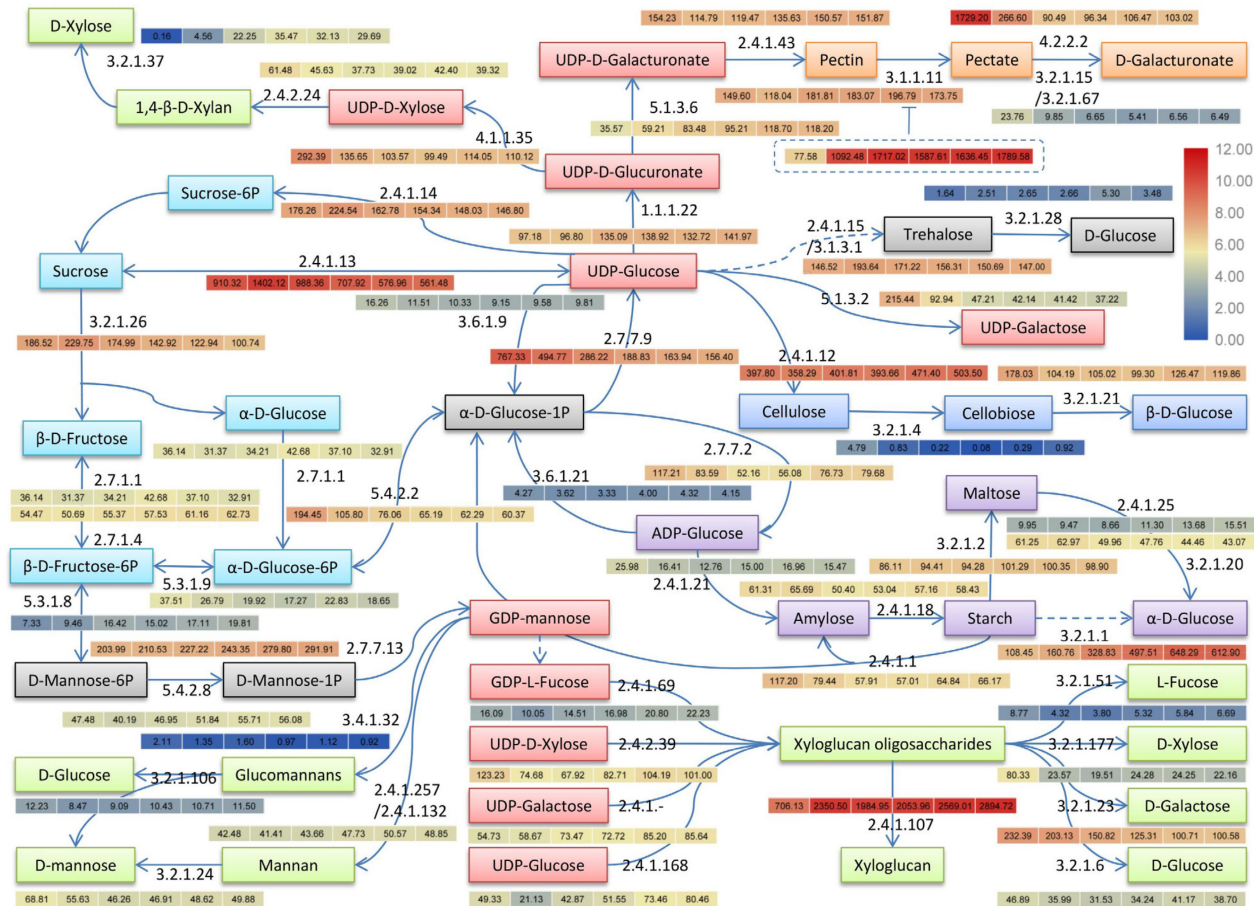 154.23 114.79 119.47 135.63 150.57 151.87
1729.20 266.60 90.49 96.34 106.47 103.02
D-Xylose
0.16 4.56 22.25 35.47 32.13 29.69
2.4.1.43
4.2.2.2
3.2.1.37
UDP-D-Galacturonate
Pectin
Pectate
D-Galacturonate
61.48 45.63 37.73 39.02 42.40 39.32
3.1.1.11
3.2.1.15
/3.2.1.67
2.4.2.24
1,4-β-D-Xylan
UDP-D-Xylose
5.1.3.6
149.60 118.04 181.81 183.07 196.79 173.75
23.76 9.85 6.65 5.41 6.56 6.49
35.57 59.21 83.48 95.21 118.70 118.20
4.1.1.35
292.39 135.65 103.57 99.49 114.05 110.12
77.58 1092.48 1717.02 1587.61 1636.45 1789.58
12.00
10.00
8.00
6.00
4.00
2.00
0.00
UDP-D-Glucuronate
Sucrose-6P
2.4.1.14
1.64 2.51 2.65 2.66 5.30 3.48
176.26 224.54 162.78 154.34 148.03 146.80
1.1.1.22
2.4.1.15
/3.1.3.1
3.2.1.28
97.18 96.80 135.09 138.92 132.72 141.97
Trehalose
D-Glucose
Sucrose
2.4.1.13
UDP-Glucose
146.52 193.64 171.22 156.31 150.69 147.00
910.32 1402.12 988.36 707.92 576.96 561.48
16.26 11.51 10.33 9.15 9.58 9.81
5.1.3.2
215.44 92.94 47.21 42.14 41.42 37.22
3.2.1.26
3.6.1.9
2.7.7.9
UDP-Galactose
186.52 229.75 174.99 142.92 122.94 100.74
767.33 494.77 286.22 188.83 163.94 156.40
2.4.1.12
397.80 358.29 401.81 393.66 471.40 503.50
178.03 104.19 105.02 99.30 126.47 119.86
α-D-Glucose
α-D-Glucose-1P
Cellulose
Cellobiose
3.2.1.21
β-D-Glucose
β-D-Fructose
3.2.1.4
36.14 31.37 34.21 42.68 37.10 32.91
4.79 0.83 0.22 0.08 0.29 0.92
2.7.7.2
2.7.1.1
2.7.1.1
117.21 83.59 52.16 56.08 76.73 79.68
3.6.1.21
5.4.2.2
4.27 3.62 3.33 4.00 4.32 4.15
Maltose
36.14 31.37 34.21 42.68 37.10 32.91
54.47 50.69 55.37 57.53 61.16 62.73
194.45 105.80 76.06 65.19 62.29 60.37
2.4.1.25
9.95 9.47 8.66 11.30 13.68 15.51
61.25 62.97 49.96 47.76 44.46 43.07
2.7.1.4
ADP-Glucose
3.2.1.2
3.2.1.20
β-D-Fructose-6P
5.3.1.9
α-D-Glucose-6P
25.98 16.41 12.76 15.00 16.96 15.47
86.11 94.41 94.28 101.29 100.35 98.90
2.4.1.21
61.31 65.69 50.40 53.04 57.16 58.43
5.3.1.8
37.51 26.79 19.92 17.27 22.83 18.65
7.33 9.46 16.42 15.02 17.11 19.81
GDP-mannose
Amylose
2.4.1.18
Starch
α-D-Glucose
3.2.1.1
203.99 210.53 227.22 243.35 279.80 291.91
2.7.7.13
108.45 160.76 328.83 497.51 648.29 612.90
2.4.1.1
D-Mannose-6P
5.4.2.8
D-Mannose-1P
GDP-L-Fucose
2.4.1.69
117.20 79.44 57.91 57.01 64.84 66.17
3.2.1.51
L-Fucose
47.48 40.19 46.95 51.84 55.71 56.08
3.4.1.32
16.09 10.05 14.51 16.98 20.80 22.23
8.77 4.32 3.80 5.32 5.84 6.69
2.11 1.35 1.60 0.97 1.12 0.92
UDP-D-Xylose
2.4.2.39
Xyloglucan oligosaccharides
3.2.1.177
D-Xylose
D-Glucose
3.2.1.106
Glucomannans
123.23 74.68 67.92 82.71 104.19 101.00
80.33 23.57 19.51 24.28 24.25 22.16
2.4.1.257
/2.4.1.132
12.23 8.47 9.09 10.43 10.71 11.50
UDP-Galactose
2.4.1.-
706.13 2350.50 1984.95 2053.96 2569.01 2894.72
3.2.1.23
D-Galactose
2.4.1.107
42.48 41.41 43.66 47.73 50.57 48.85
54.73 58.67 73.47 72.72 85.20 85.64
232.39 203.13 150.82 125.31 100.71 100.58
D-mannose
3.2.1.24
Mannan
UDP-Glucose
2.4.1.168
Xyloglucan
3.2.1.6
D-Glucose
68.81 55.63 46.26 46.91 48.62 49.88
49.33 21.13 42.87 51.55 73.46 80.46
46.89 35.99 31.53 34.24 41.17 38.70